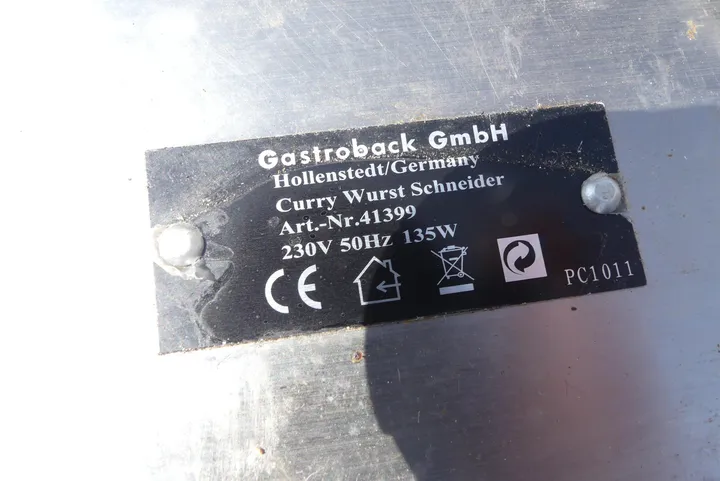 Gastroback GmbH
Hollenstedt/Germany
Curry Wurst Schneider
Art.-Nr.41399
230V 50Hz 135W
CE
PC1011